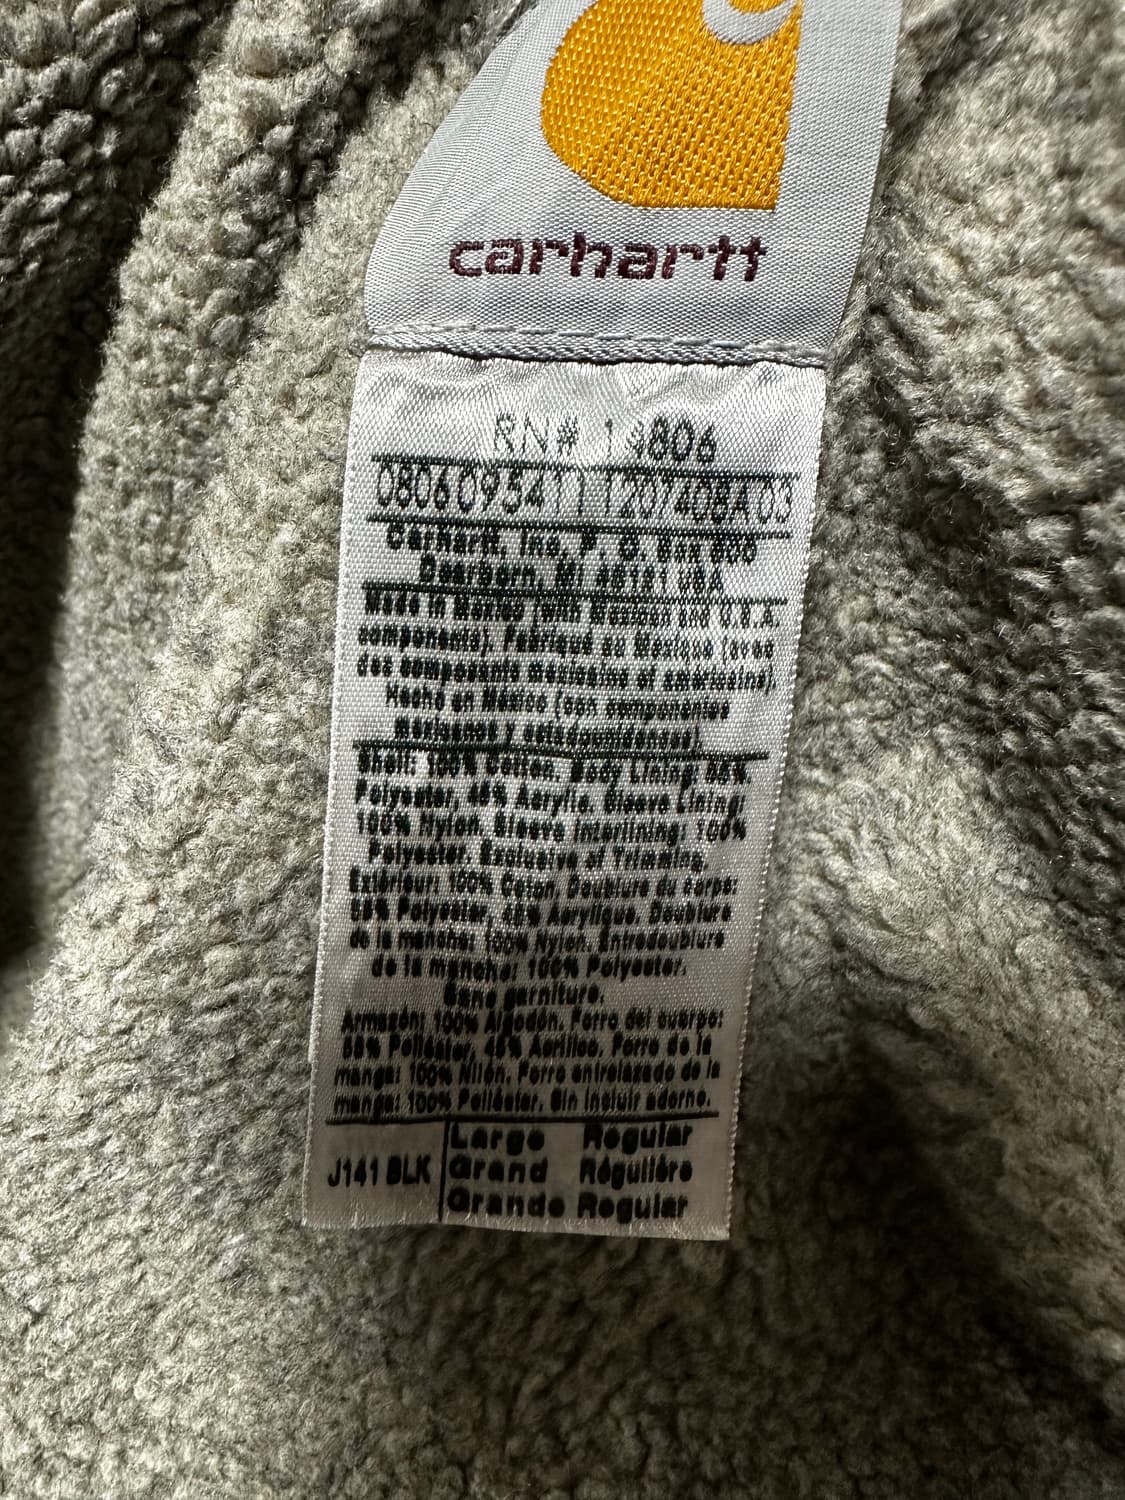 carhartt
RN# 14806
0806095411 1207408A03
Carhartt, Inc. P. O. Box 600
Dearborn, MI 48121 USA
Made in Mexico (with Mexican and U.S.A.
components). Fabriqué au Mexique (avec
des composants mexicains et américains).
Hecho en México (con componentes
Mexicanos y estadounidenses).
Shell: 100% Cotton. Body Lining: 55%
Polyester, 45% Acrylic. Sleeve Lining:
100% Nylon. Sleeve Interlining: 100%
Polyester. Exclusive of Trimming.
Extérieur: 100% Coton. Doublure du corps:
55% Polyester, 45% Acrylique. Doublure
de la manche: 100% Nylon. Entredoublure
de la manche: 100% Polyester.
Sans garniture.
Armazón: 100% Algodón. Forro del cuerpo:
55% Poliéster, 45% Acrílico. Forro de la
manga: 100% Nilón. Forro entrelazado de la
manga: 100% Poliéster. Sin incluir adorno.
J141 BLK
Large Regular
Grand Régulière
Grande Regular